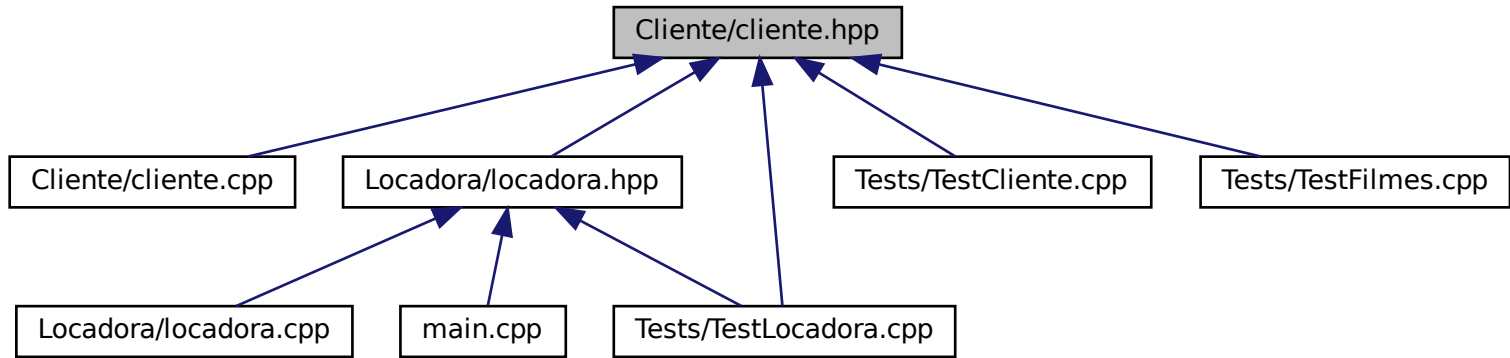 Cliente/cliente.hpp
Cliente/cliente.cpp
Locadora/locadora.hpp
Tests/TestCliente.cpp
Tests/TestFilmes.cpp
Locadora/locadora.cpp
main.cpp
Tests/TestLocadora.cpp